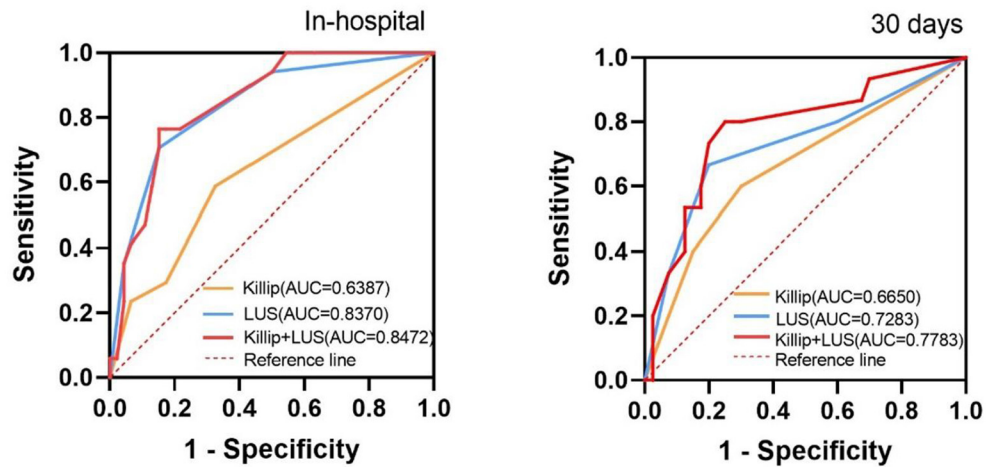 In-hospital
1.0
0.8
0.6
0.4
0.2
0.0
Sensitivity
Killip(AUC=0.6387)
LUS(AUC=0.8370)
Killip+LUS(AUC=0.8472)
Reference line
0.0 0.2 0.4 0.6 0.8 1.0
1 - Specificity
30 days
1.0
0.8
0.6
0.4
0.2
0.0
Sensitivity
Killip(AUC=0.6650)
LUS(AUC=0.7283)
Killip+LUS(AUC=0.7783)
Reference line
0.0 0.2 0.4 0.6 0.8 1.0
1 - Specificity